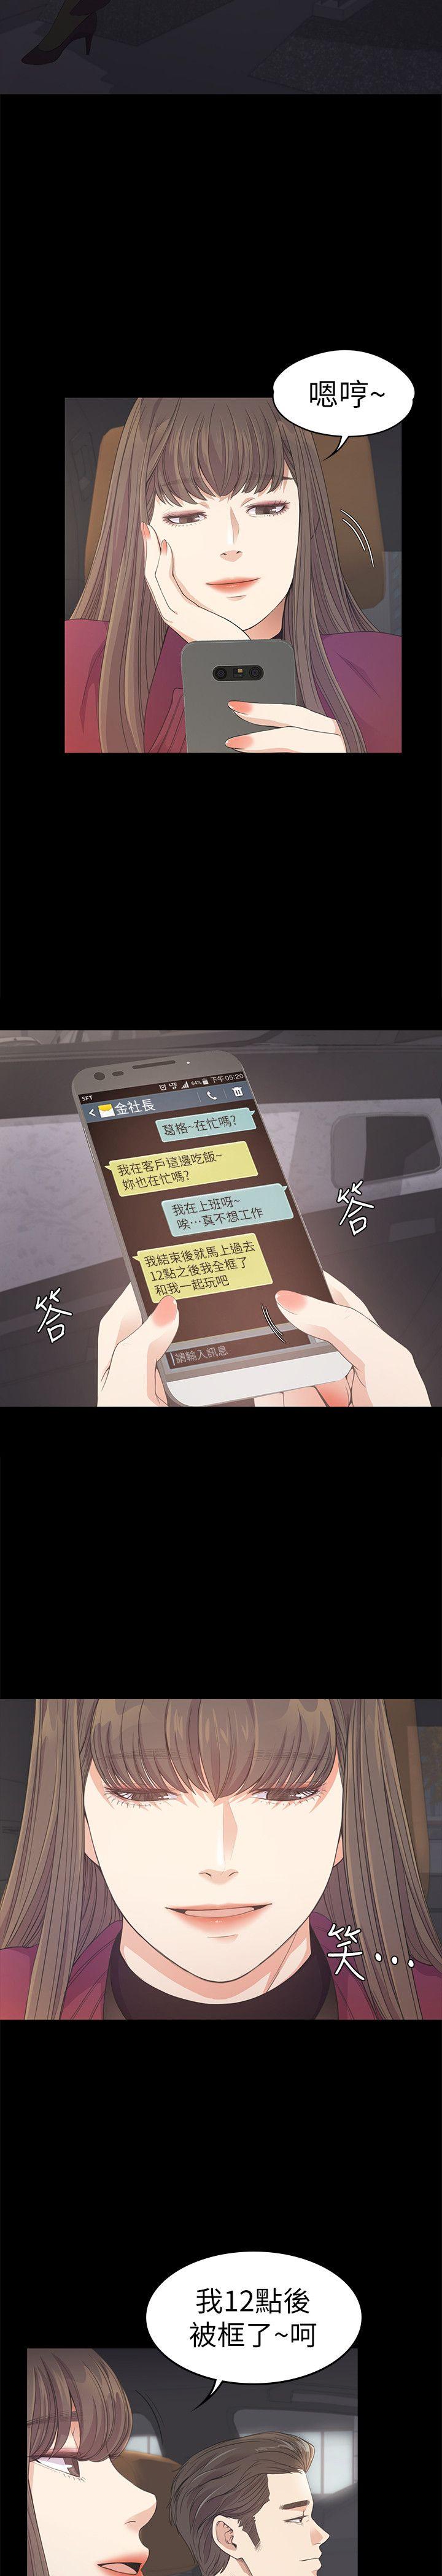 嗯哼~
SFT
64%
下午 05:20
金社長
葛格~在忙嗎?
我在客戶這邊吃飯~
妳也在忙嗎?
我在上班呀~
唉…真不想工作
我結束後就馬上過去
12點之後我全框了
和我一起玩吧
請輸入訊息
答
答
笑…
我12點後
被框了~呵